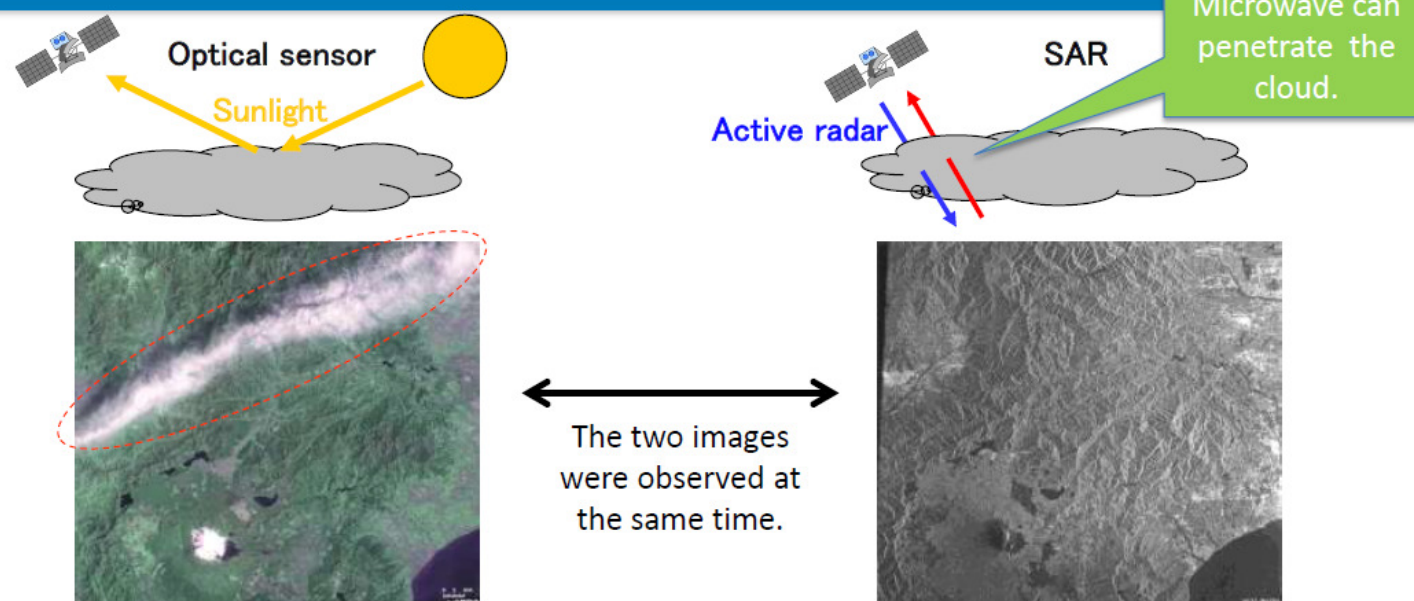 Optical sensor
Sunlight
SAR
Active radar
Microwave can
penetrate the
cloud.
The two images
were observed at
the same time.